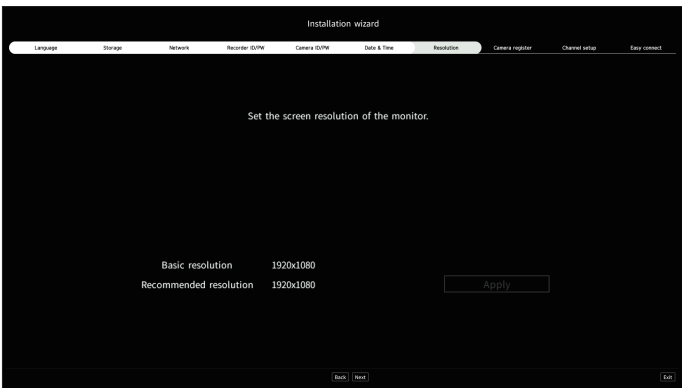 Installation wizard
Language Storage Network Recorder ID/PW Camera ID/PW Date & Time Resolution Camera register Channel setup Easy connect
Set the screen resolution of the monitor.
Basic resolution 1920x1080
Recommended resolution 1920x1080 Apply
Back Next Exit